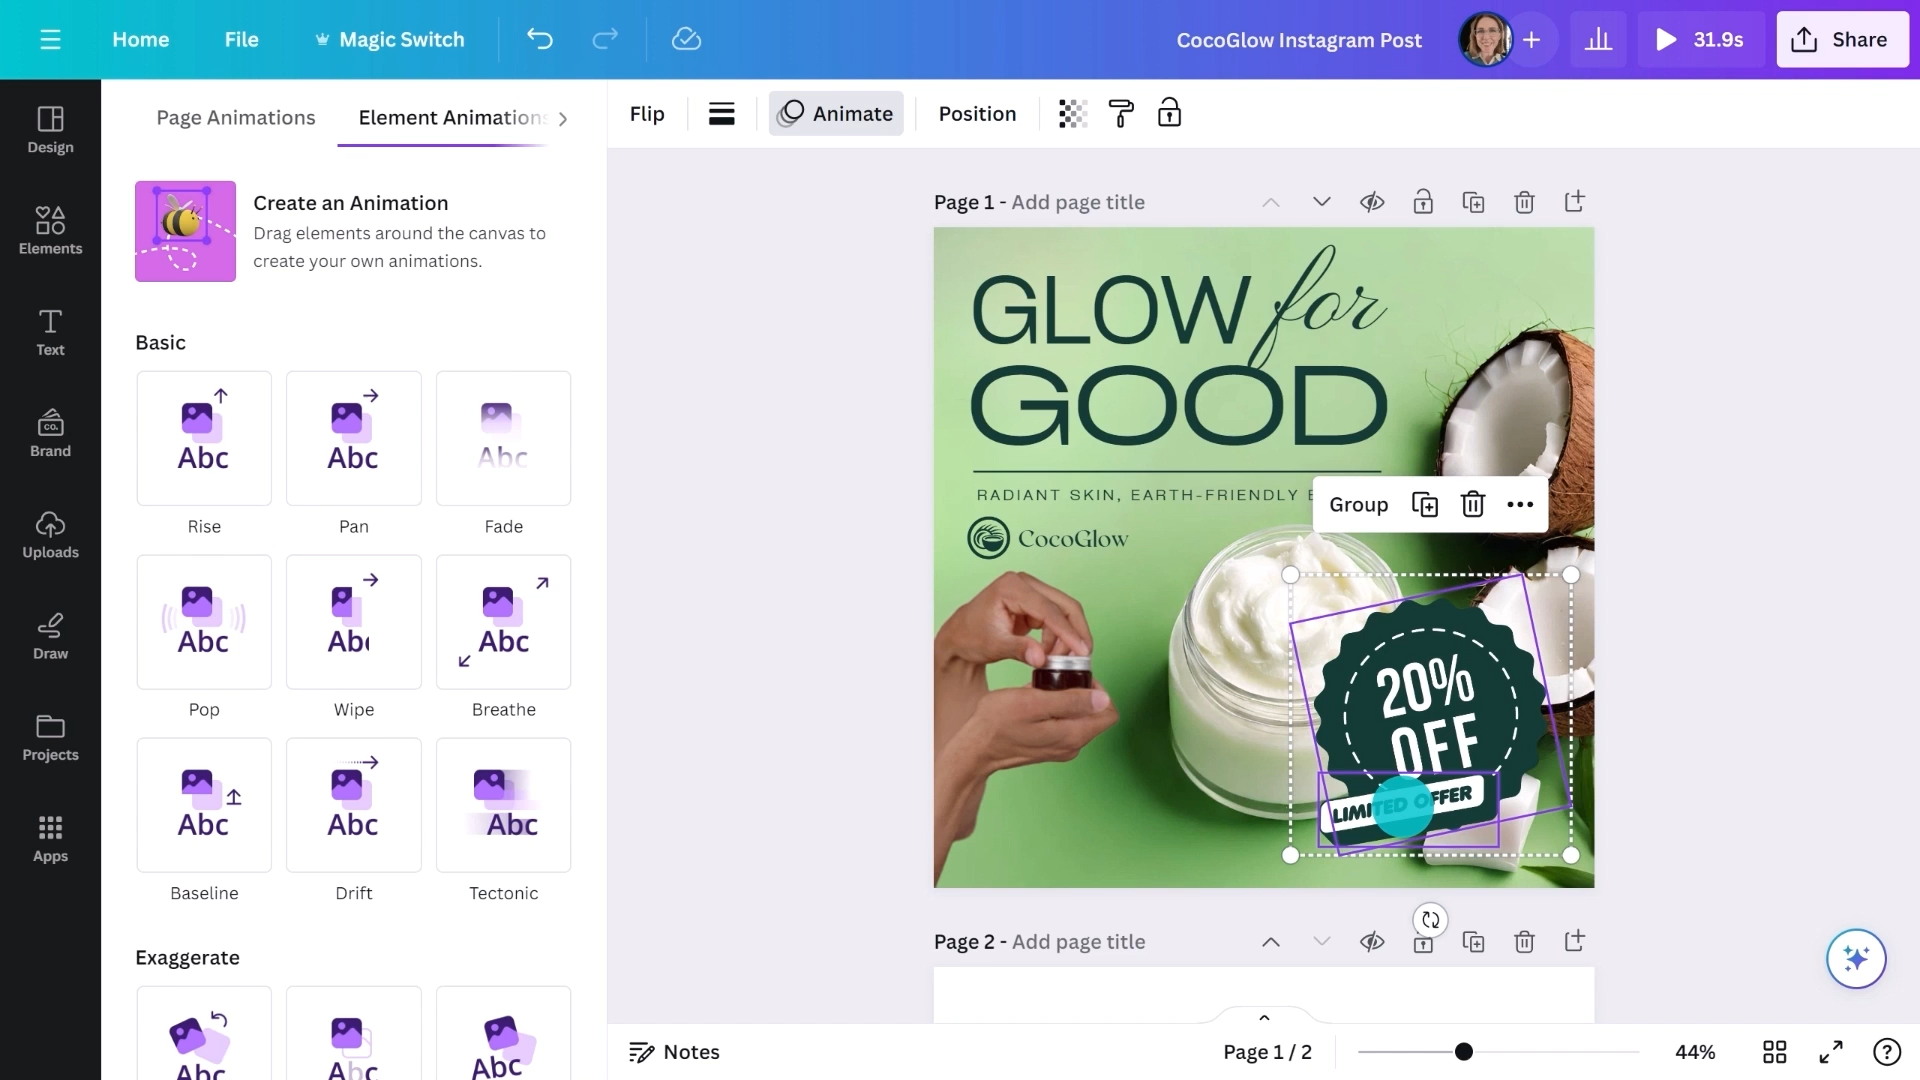 Home
File
Magic Switch
CocoGlow Instagram Post
31.9s
Share
Design
Elements
Text
Brand
CO.
Uploads
Draw
Projects
Apps
Page Animations
Element Animations
Create an Animation
Drag elements around the canvas to
create your own animations.
Basic
Abc
Abc
Abc
Rise
Pan
Fade
Abc
Abc
Abc
Pop
Wipe
Breathe
Abc
Abc
Abc
Baseline
Drift
Tectonic
Exaggerate
Abc
Abc
Abc
Flip
Animate
Position
Page 1 - Add page title
GLOW for
GOOD
RADIANT SKIN, EARTH-FRIENDLY
CocoGlow
Group
20%
OFF
LIMITED OFFER
Page 2 - Add page title
Notes
Page 1 / 2
44%